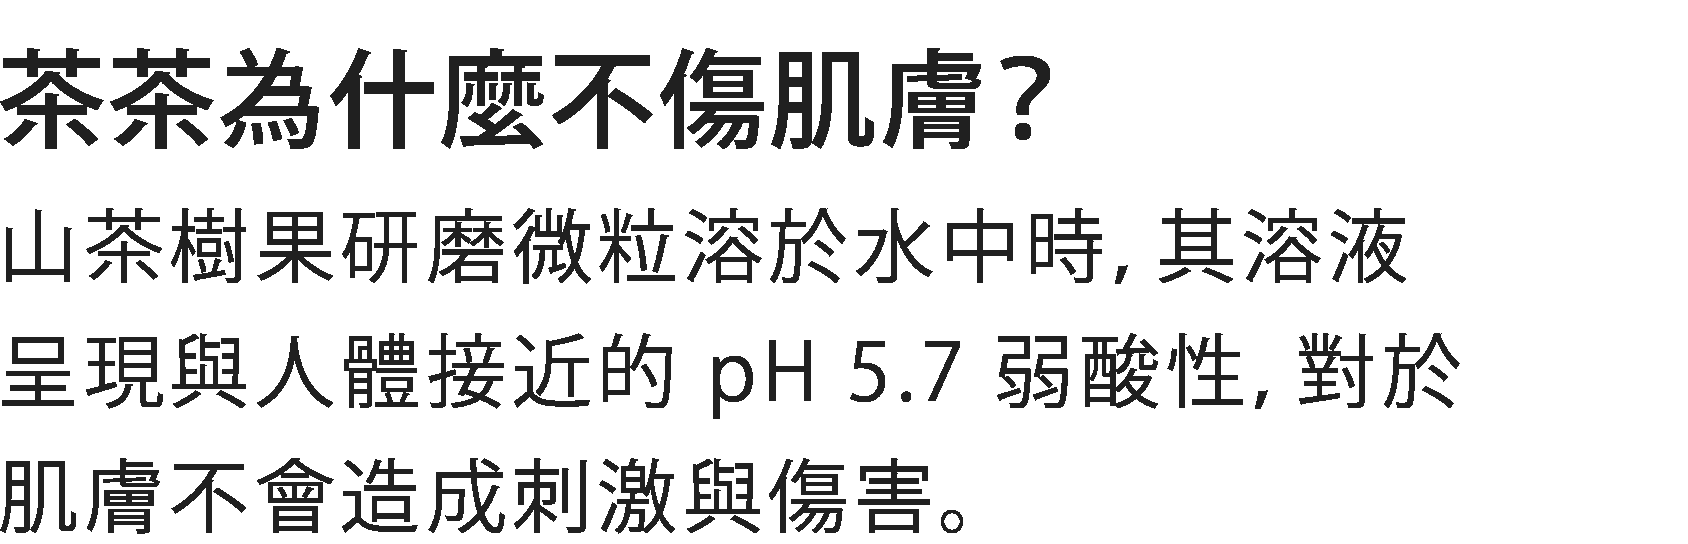 茶茶為什麼不傷肌膚？
山茶樹果研磨微粒溶於水中時, 其溶液
呈現與人體接近的 pH 5.7 弱酸性, 對於
肌膚不會造成刺激與傷害。